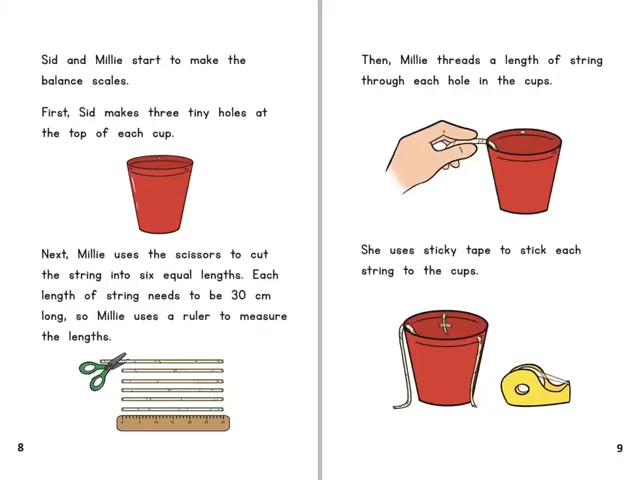 Sid and Millie start to make the
balance scales.
First, Sid makes three tiny holes at
the top of each cup.
Next, Millie uses the scissors to cut
the string into six equal lengths. Each
length of string needs to be 30 cm
long, so Millie uses a ruler to measure
the lengths.
8
Then, Millie threads a length of string
through each hole in the cups.
She uses sticky tape to stick each
string to the cups.
9